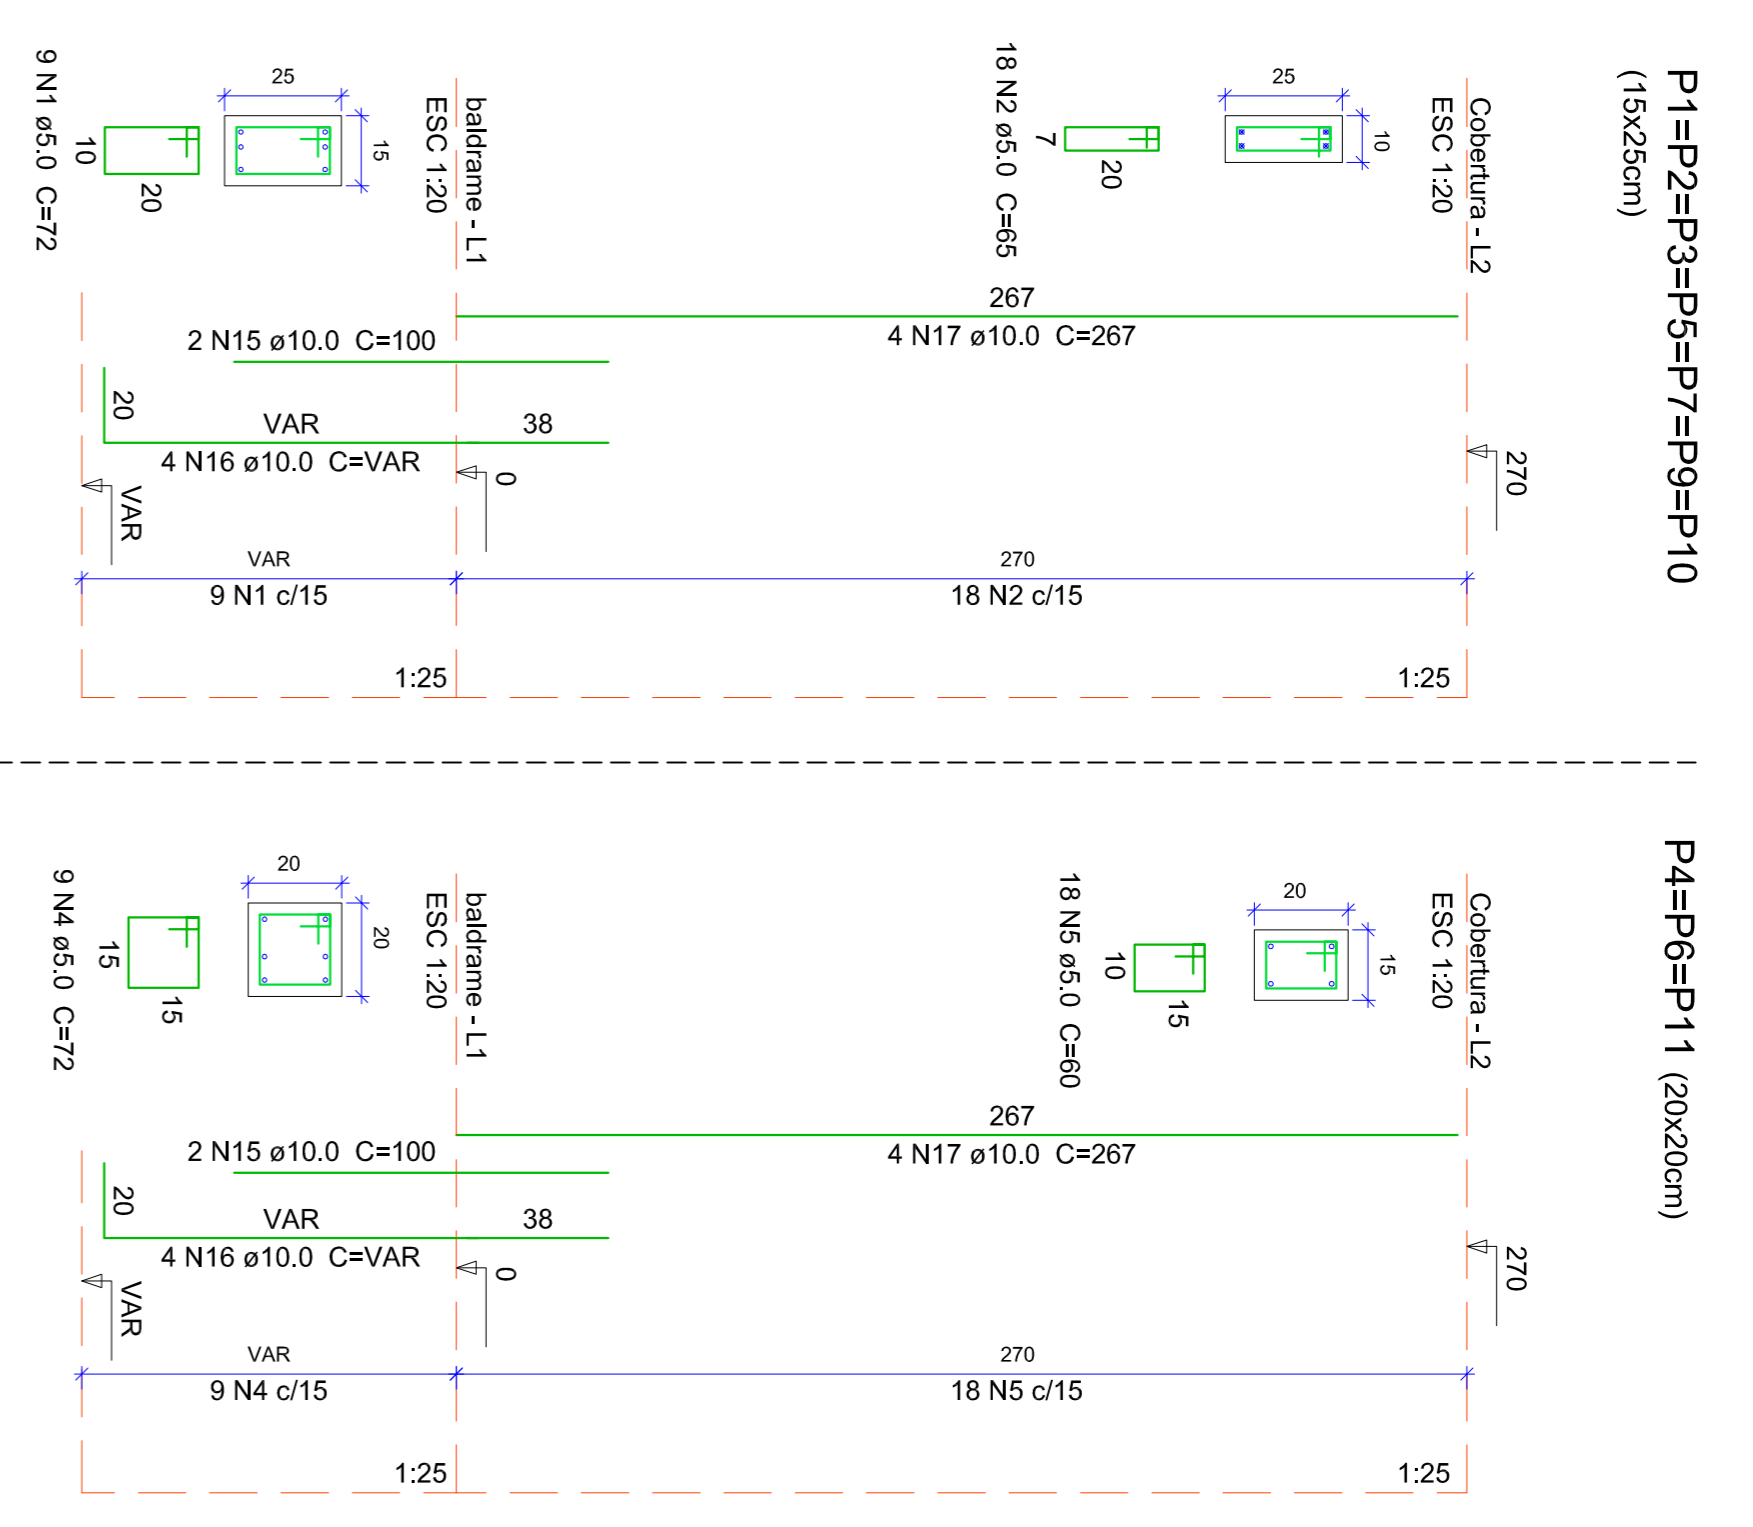 P1=P2=P3=P5=P7=P9=P10
(15x25cm)
Cobertura - L2
ESC 1:20
25
10
20
7
18 N2 ø5.0  C=65
baldrame - L1
ESC 1:20
25
15
20
10
9 N1 ø5.0  C=72
267
4 N17 ø10.0  C=267
2 N15 ø10.0  C=100
20
VAR
38
4 N16 ø10.0  C=VAR
270
0
VAR
VAR
9 N1 c/15
270
18 N2 c/15
1:25
1:25
P4=P6=P11 (20x20cm)
Cobertura - L2
ESC 1:20
20
15
15
10
18 N5 ø5.0  C=60
baldrame - L1
ESC 1:20
20
20
15
15
9 N4 ø5.0  C=72
267
4 N17 ø10.0  C=267
2 N15 ø10.0  C=100
20
VAR
38
4 N16 ø10.0  C=VAR
270
0
VAR
VAR
9 N4 c/15
270
18 N5 c/15
1:25
1:25